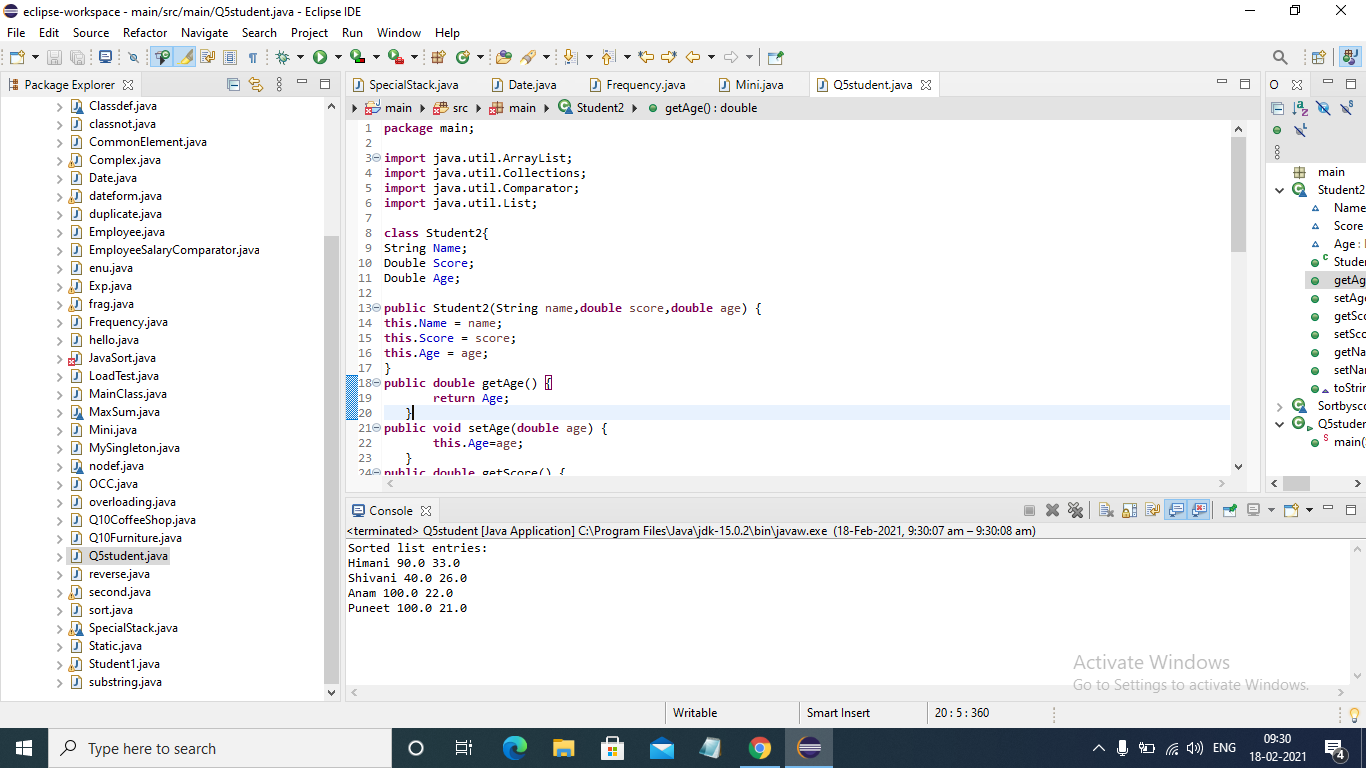 eclipse-workspace - main/src/main/Q5student.java - Eclipse IDE
File Edit Source Refactor Navigate Search Project Run Window Help
Package Explorer
Classdef.java
classnot.java
CommonElement.java
Complex.java
Date.java
dateform.java
duplicate.java
Employee.java
EmployeeSalaryComparator.java
enu.java
Exp.java
frag.java
Frequency.java
hello.java
JavaSort.java
LoadTest.java
MainClass.java
MaxSum.java
Mini.java
MySingleton.java
nodef.java
OCC.java
overloading.java
Q10CoffeeShop.java
Q10Furniture.java
Q5student.java
reverse.java
second.java
sort.java
SpecialStack.java
Static.java
Student1.java
substring.java
SpecialStack.java Date.java Frequency.java Mini.java Q5student.java
main src main Student2 getAge() : double
1 package main;
2
3 import java.util.ArrayList;
4 import java.util.Collections;
5 import java.util.Comparator;
6 import java.util.List;
7
8 class Student2{
9 String Name;
10 Double Score;
11 Double Age;
12
13 public Student2(String name,double score,double age) {
14 this.Name = name;
15 this.Score = score;
16 this.Age = age;
17 }
18 public double getAge() {
19 return Age;
20 }
21 public void setAge(double age) {
22 this.Age=age;
23 }
24 public double getScore() {
O
main
Student2
Name
Score
Age :
Studen
getAg
setAg
getSco
setSco
getNa
setNa
toStrin
Sortbysco
Q5studen
main(
Console
<terminated> Q5student [Java Application] C:\Program Files\Java\jdk-15.0.2\bin\javaw.exe (18-Feb-2021, 9:30:07 am – 9:30:08 am)
Sorted list entries:
Himani 90.0 33.0
Shivani 40.0 26.0
Anam 100.0 22.0
Puneet 100.0 21.0
Activate Windows
Go to Settings to activate Windows.
Writable Smart Insert 20 : 5 : 360
Type here to search
ENG
09:30
18-02-2021
4